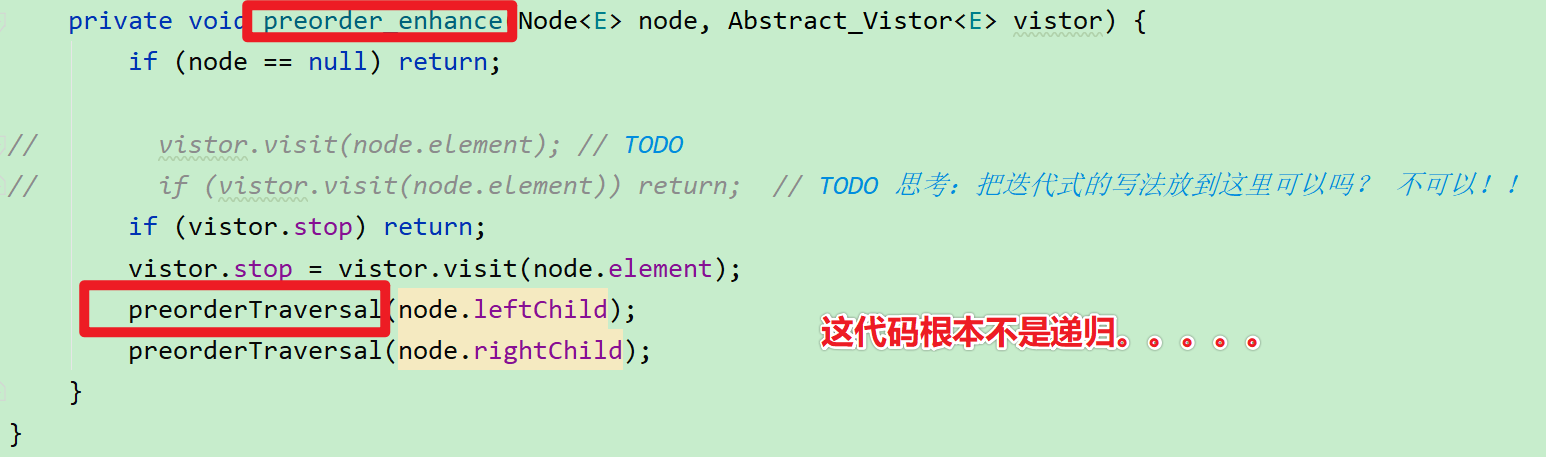 private void preorder_enhance(Node<E> node, Abstract_Vistor<E> vistor) {
if (node == null) return;
// vistor.visit(node.element); // TODO
// if (vistor.visit(node.element)) return; // TODO 思考：把迭代式的写法放到这里可以吗？ 不可以！！
if (vistor.stop) return;
vistor.stop = vistor.visit(node.element);
preorderTraversal(node.leftChild);
preorderTraversal(node.rightChild);
这代码根本不是递归。。。。。
}
}